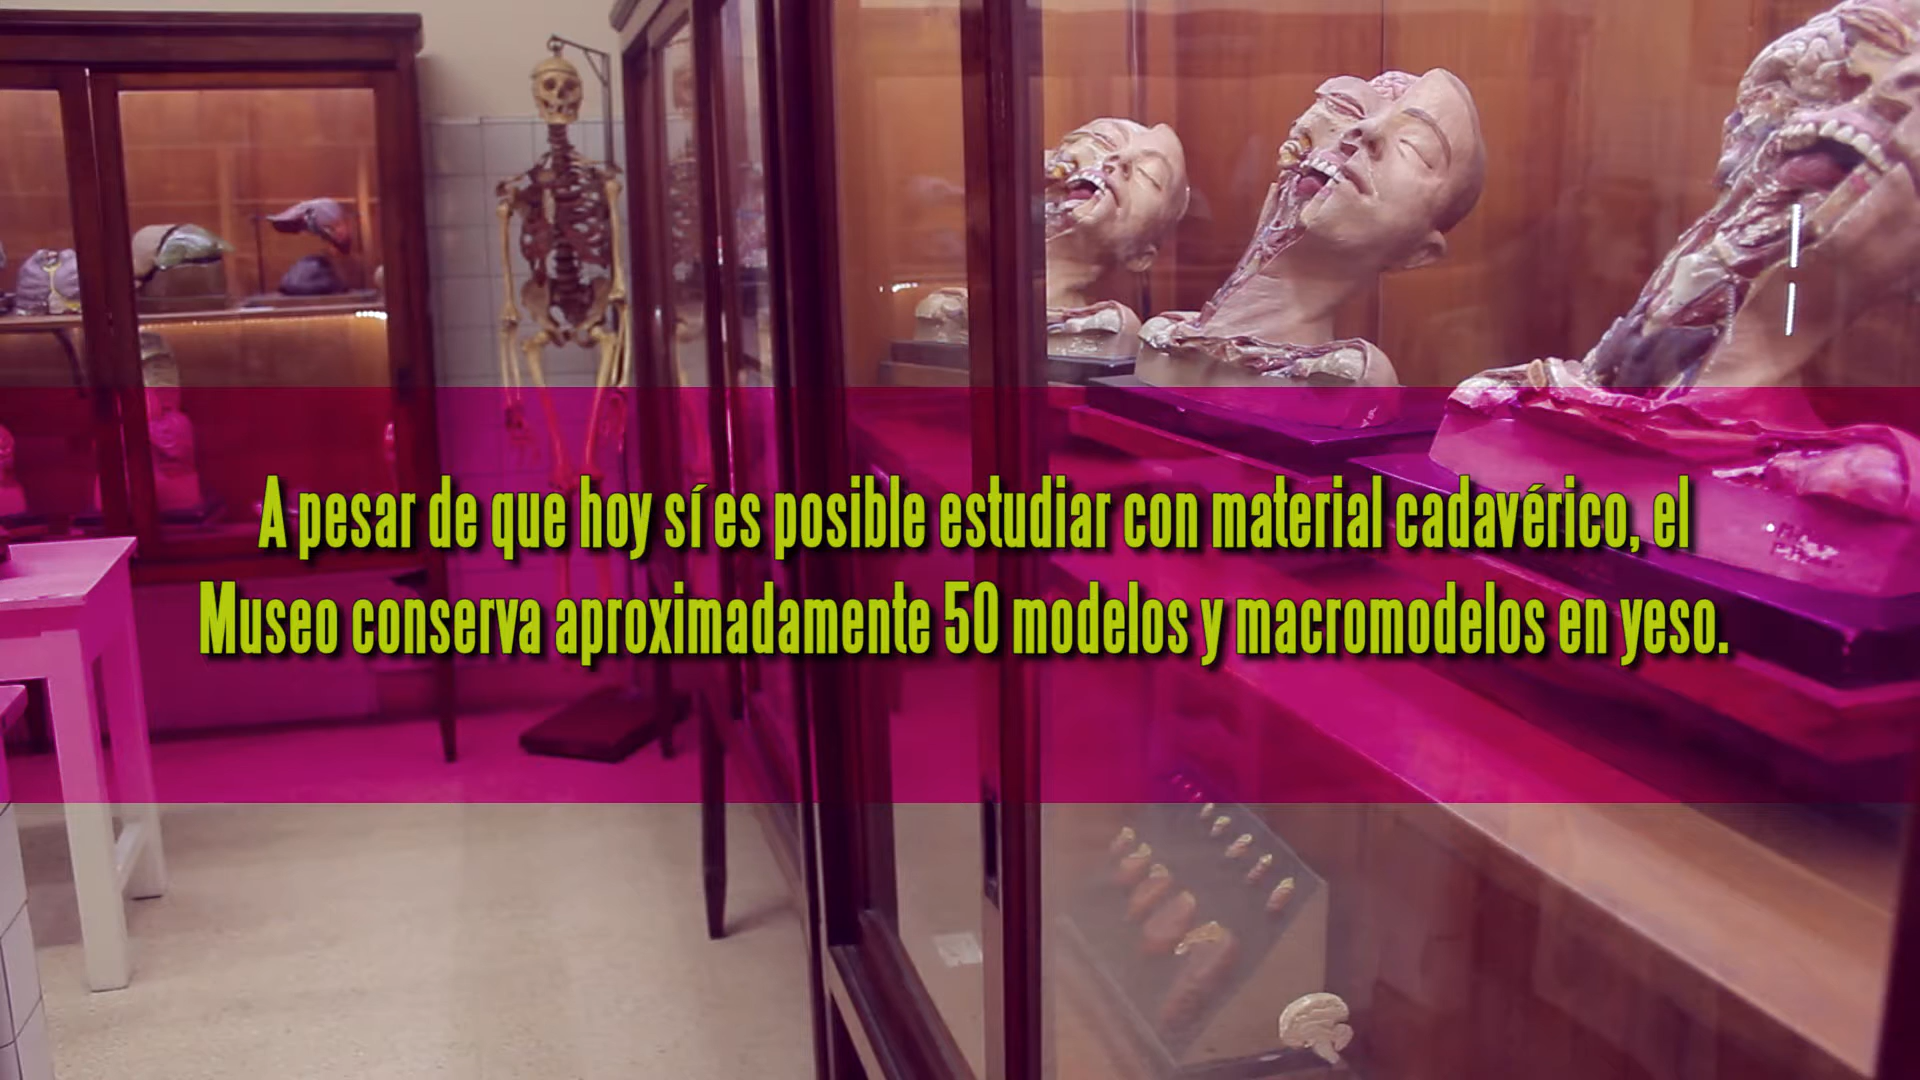 A pesar de que hoy sí es posible estudiar con material cadavérico, el
Museo conserva aproximadamente 50 modelos y macromodelos en yeso.